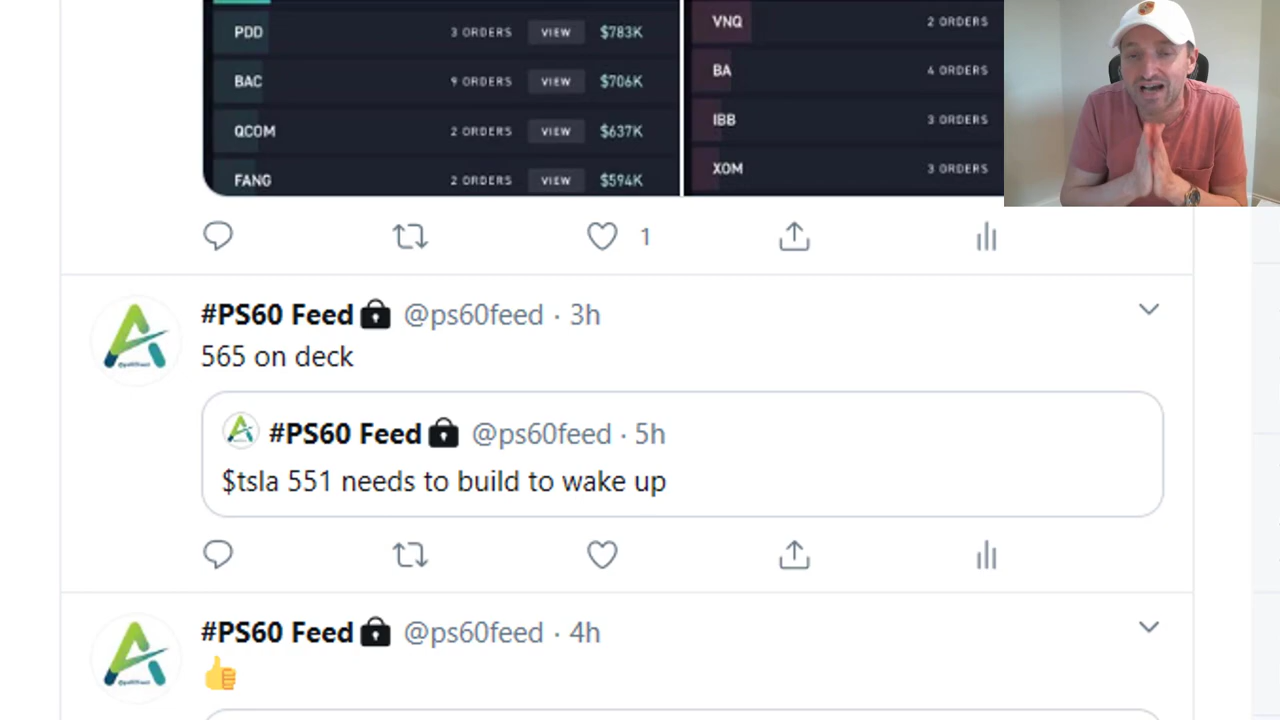 PDD 3 ORDERS VIEW $783K
BAC 9 ORDERS VIEW $706K
QCOM 2 ORDERS VIEW $637K
FANG 2 ORDERS VIEW $594K
VNQ 2 ORDERS
BA 4 ORDERS
IBB 3 ORDERS
XOM 3 ORDERS
1
#PS60 Feed @ps60feed · 3h
565 on deck
#PS60 Feed @ps60feed · 5h
$tsla 551 needs to build to wake up
#PS60 Feed @ps60feed · 4h